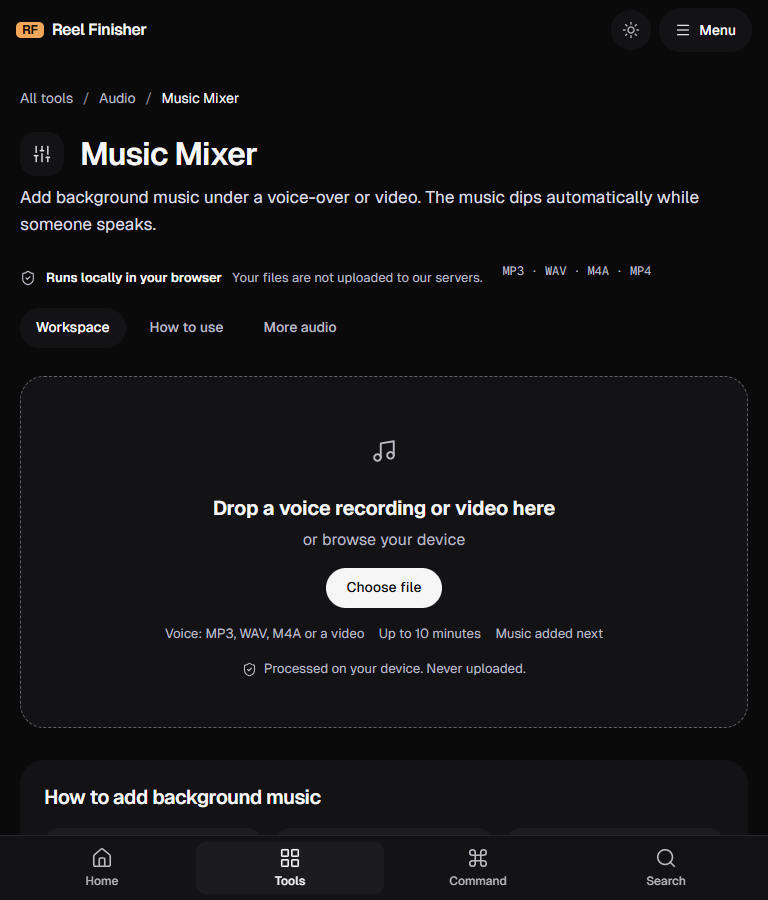 RF Reel Finisher
Menu
All tools / Audio / Music Mixer
Music Mixer
Add background music under a voice-over or video. The music dips automatically while
someone speaks.
Runs locally in your browser Your files are not uploaded to our servers. MP3 · WAV · M4A · MP4
Workspace How to use More audio
Drop a voice recording or video here
or browse your device
Choose file
Voice: MP3, WAV, M4A or a video Up to 10 minutes Music added next
Processed on your device. Never uploaded.
How to add background music
Home Tools Command Search